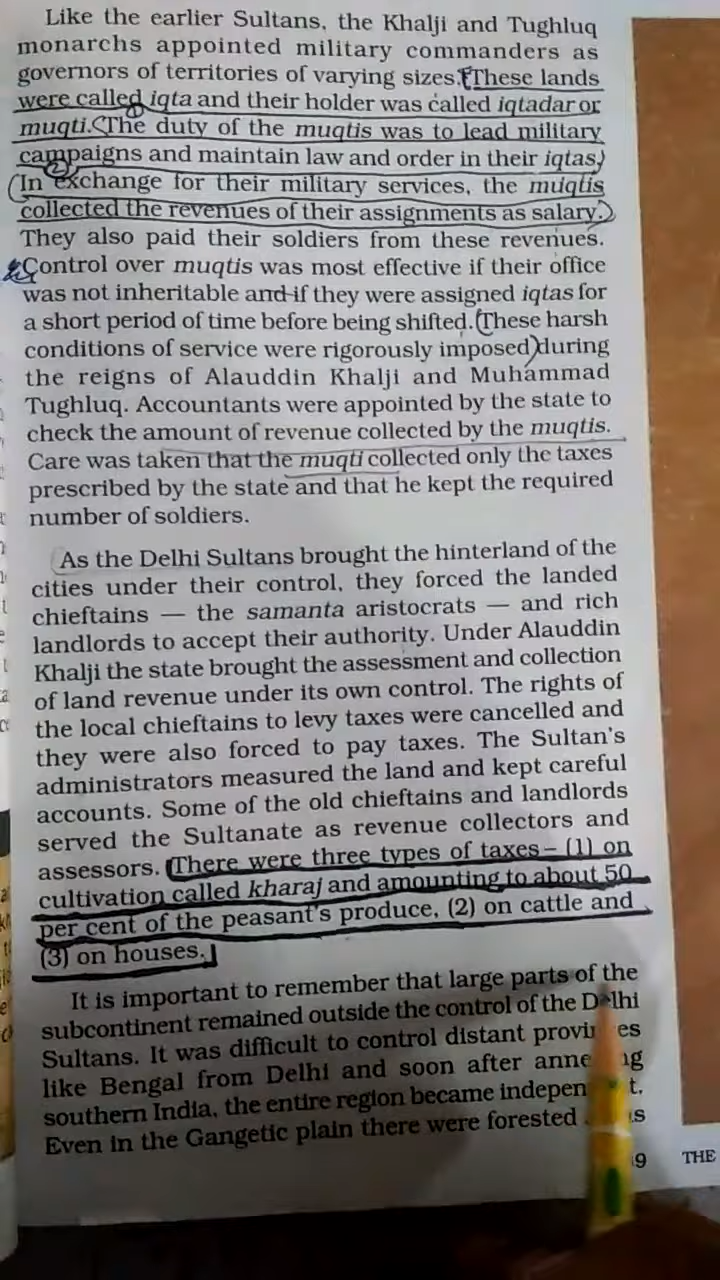 Like the earlier Sultans, the Khalji and Tughluq
monarchs appointed military commanders as
governors of territories of varying sizes. These lands
were called iqta and their holder was called iqtadar or
muqti. The duty of the muqtis was to lead military
campaigns and maintain law and order in their iqtas.
In exchange for their military services, the muqtis
collected the revenues of their assignments as salary.
They also paid their soldiers from these revenues.
Control over muqtis was most effective if their office
was not inheritable and if they were assigned iqtas for
a short period of time before being shifted. These harsh
conditions of service were rigorously imposed during
the reigns of Alauddin Khalji and Muhammad
Tughluq. Accountants were appointed by the state to
check the amount of revenue collected by the muqtis.
Care was taken that the muqti collected only the taxes
prescribed by the state and that he kept the required
number of soldiers.
As the Delhi Sultans brought the hinterland of the
cities under their control, they forced the landed
chieftains — the samanta aristocrats — and rich
landlords to accept their authority. Under Alauddin
Khalji the state brought the assessment and collection
of land revenue under its own control. The rights of
the local chieftains to levy taxes were cancelled and
they were also forced to pay taxes. The Sultan's
administrators measured the land and kept careful
accounts. Some of the old chieftains and landlords
served the Sultanate as revenue collectors and
assessors. There were three types of taxes – (1) on
cultivation called kharaj and amounting to about 50
per cent of the peasant's produce, (2) on cattle and
(3) on houses.
It is important to remember that large parts of the
subcontinent remained outside the control of the Delhi
Sultans. It was difficult to control distant provinces
like Bengal from Delhi and soon after annexing
southern India, the entire region became independent.
Even in the Gangetic plain there were forested
THE